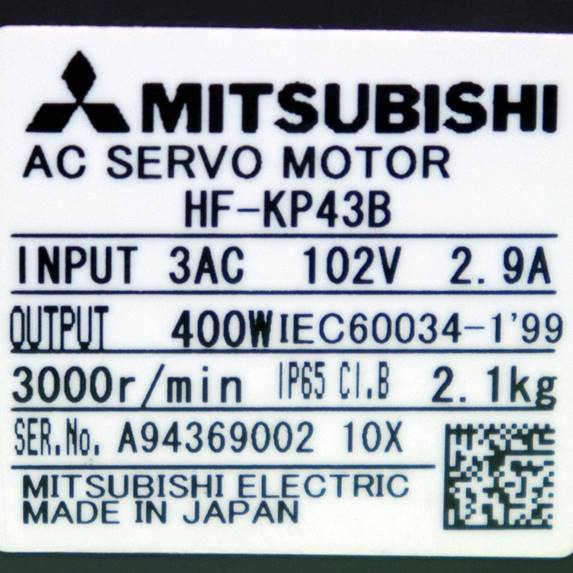 MITSUBISHI
AC SERVO MOTOR
HF-KP43B
INPUT 3AC 102V 2.9A
OUTPUT 400W IEC60034-1'99
3000r/min IP65 CI.B 2.1kg
SER.No. A94369002 10X
MITSUBISHI ELECTRIC
MADE IN JAPAN